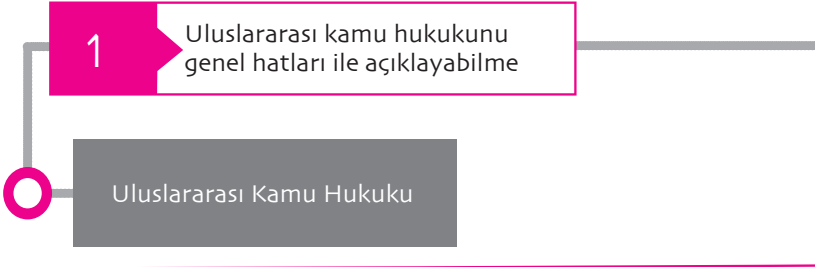 1
Uluslararası kamu hukukunu
genel hatları ile açıklayabilme
Uluslararası Kamu Hukuku